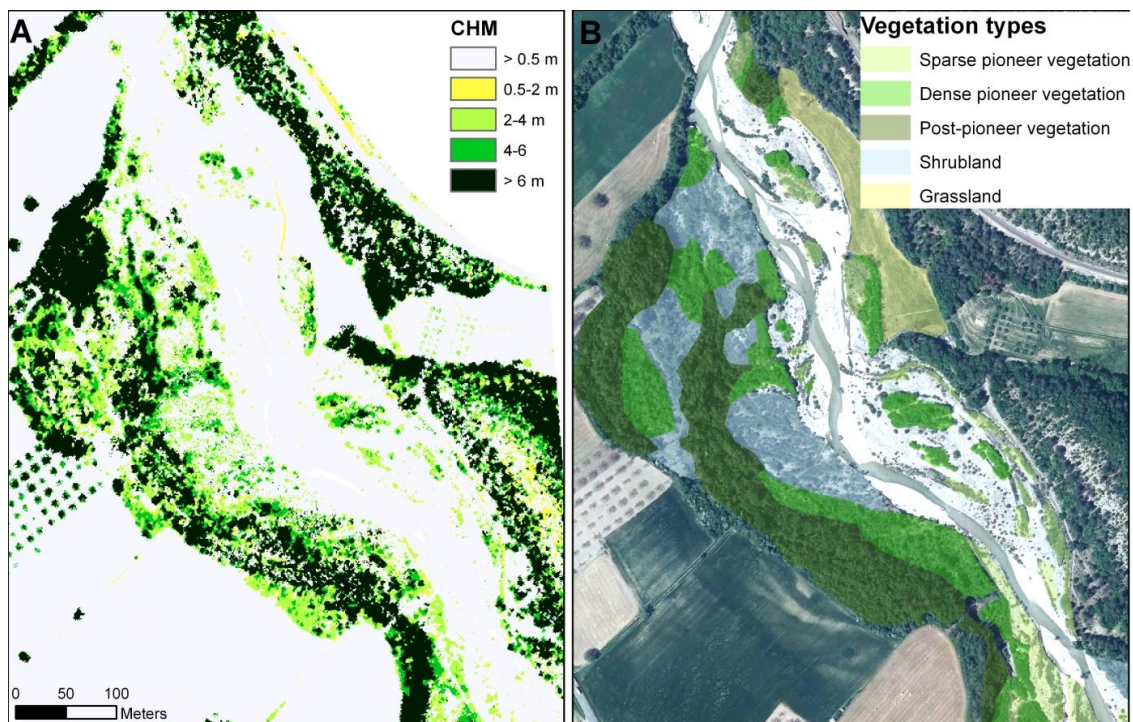 A
CHM
> 0.5 m
0.5-2 m
2-4 m
4-6
> 6 m
0 50 100
Meters
B
Vegetation types
Sparse pioneer vegetation
Dense pioneer vegetation
Post-pioneer vegetation
Shrubland
Grassland